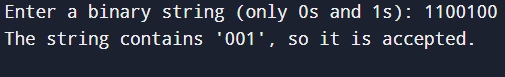 Enter a binary string (only 0s and 1s): 1100100
The string contains '001', so it is accepted.